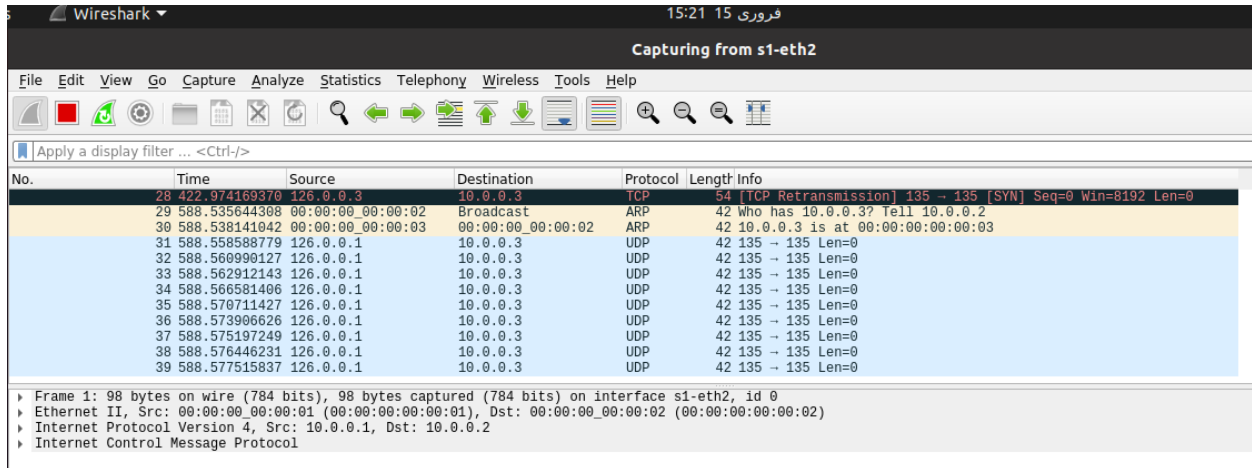 s Wireshark ▾ 15:21 15 فروری
Capturing from s1-eth2
File Edit View Go Capture Analyze Statistics Telephony Wireless Tools Help
Apply a display filter ... <Ctrl-/>
No. Time Source Destination Protocol Length Info
28 422.974169370 126.0.0.3 10.0.0.3 TCP 54 [TCP Retransmission] 135 → 135 [SYN] Seq=0 Win=8192 Len=0
29 588.535644308 00:00:00_00:00:02 Broadcast ARP 42 Who has 10.0.0.3? Tell 10.0.0.2
30 588.538141042 00:00:00_00:00:03 00:00:00_00:00:02 ARP 42 10.0.0.3 is at 00:00:00:00:00:03
31 588.558588779 126.0.0.1 10.0.0.3 UDP 42 135 → 135 Len=0
32 588.560990127 126.0.0.1 10.0.0.3 UDP 42 135 → 135 Len=0
33 588.562912143 126.0.0.1 10.0.0.3 UDP 42 135 → 135 Len=0
34 588.566581406 126.0.0.1 10.0.0.3 UDP 42 135 → 135 Len=0
35 588.570711427 126.0.0.1 10.0.0.3 UDP 42 135 → 135 Len=0
36 588.573906626 126.0.0.1 10.0.0.3 UDP 42 135 → 135 Len=0
37 588.575197249 126.0.0.1 10.0.0.3 UDP 42 135 → 135 Len=0
38 588.576446231 126.0.0.1 10.0.0.3 UDP 42 135 → 135 Len=0
39 588.577515837 126.0.0.1 10.0.0.3 UDP 42 135 → 135 Len=0
Frame 1: 98 bytes on wire (784 bits), 98 bytes captured (784 bits) on interface s1-eth2, id 0
Ethernet II, Src: 00:00:00_00:00:01 (00:00:00:00:00:01), Dst: 00:00:00_00:00:02 (00:00:00:00:00:02)
Internet Protocol Version 4, Src: 10.0.0.1, Dst: 10.0.0.2
Internet Control Message Protocol